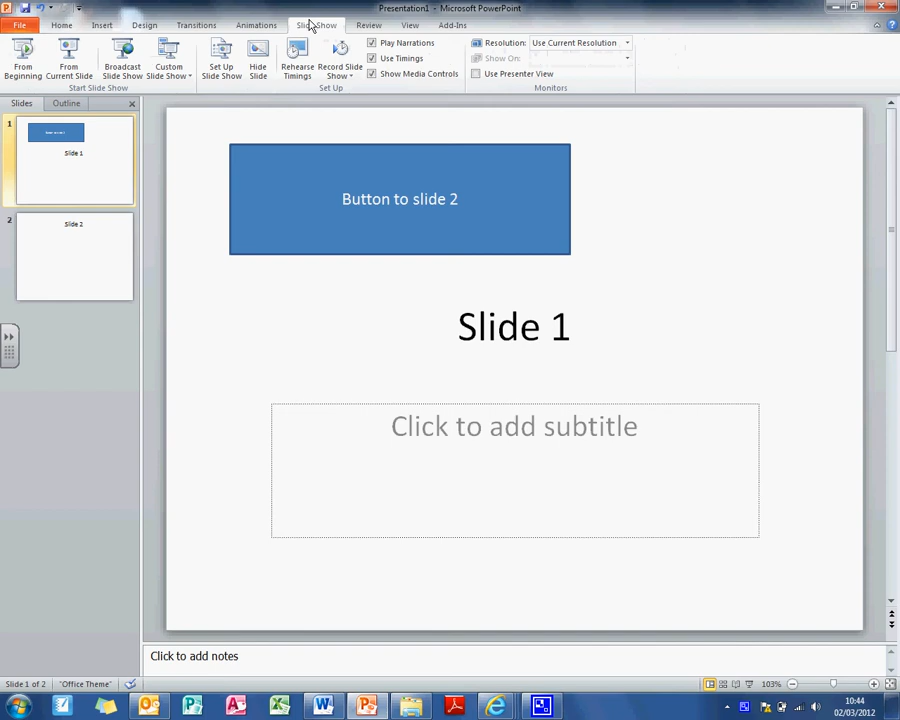 Presentation1 - Microsoft PowerPoint
File Home Insert Design Transitions Animations Slide Show Review View Add-Ins
From Beginning
From Current Slide
Broadcast Slide Show
Custom Slide Show
Start Slide Show
Set Up Slide Show
Hide Slide
Rehearse Timings
Record Slide Show
Play Narrations
Use Timings
Show Media Controls
Set Up
Resolution: Use Current Resolution
Show On:
Use Presenter View
Monitors
Slides Outline
1
Slide 1
2
Slide 2
Button to slide 2
Slide 1
Click to add subtitle
Click to add notes
Slide 1 of 2 "Office Theme" 103%
10:44
02/03/2012